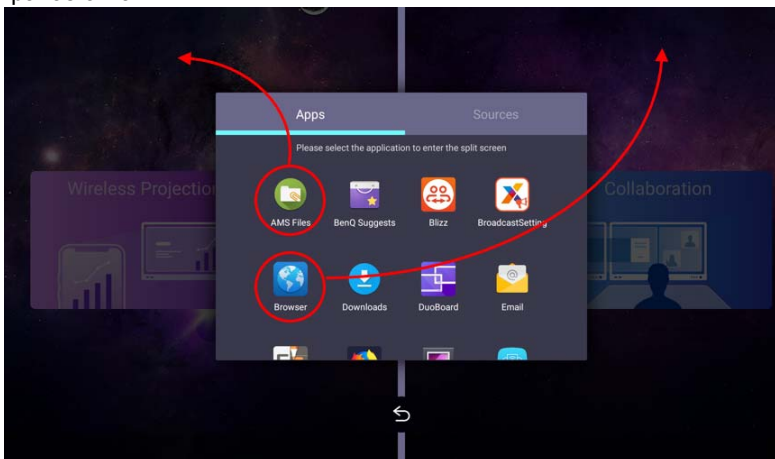 Apps Sources
Please select the application to enter the split screen
Wireless Projection Collaboration
AMS Files BenQ Suggests Blizz BroadcastSetting
Browser Downloads DuoBoard Email